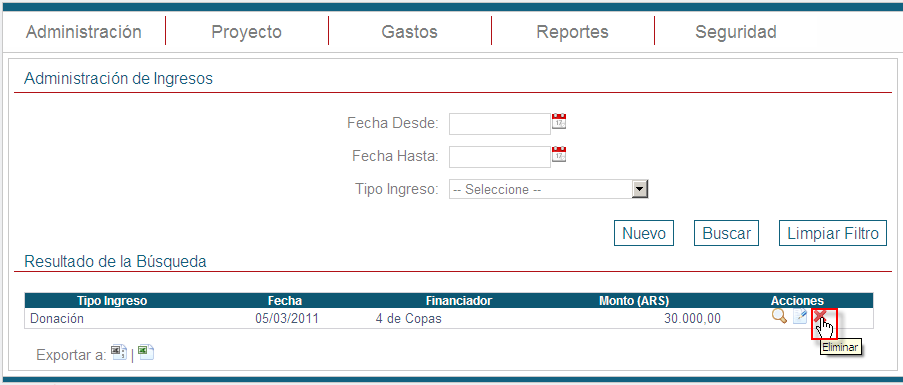 Administración Proyecto Gastos Reportes Seguridad
Administración de Ingresos
Fecha Desde:
Fecha Hasta:
Tipo Ingreso: -- Seleccione --
Nuevo Buscar Limpiar Filtro
Resultado de la Búsqueda
Tipo Ingreso Fecha Financiador Monto (ARS) Acciones
Donación 05/03/2011 4 de Copas 30.000,00
Eliminar
Exportar a: |